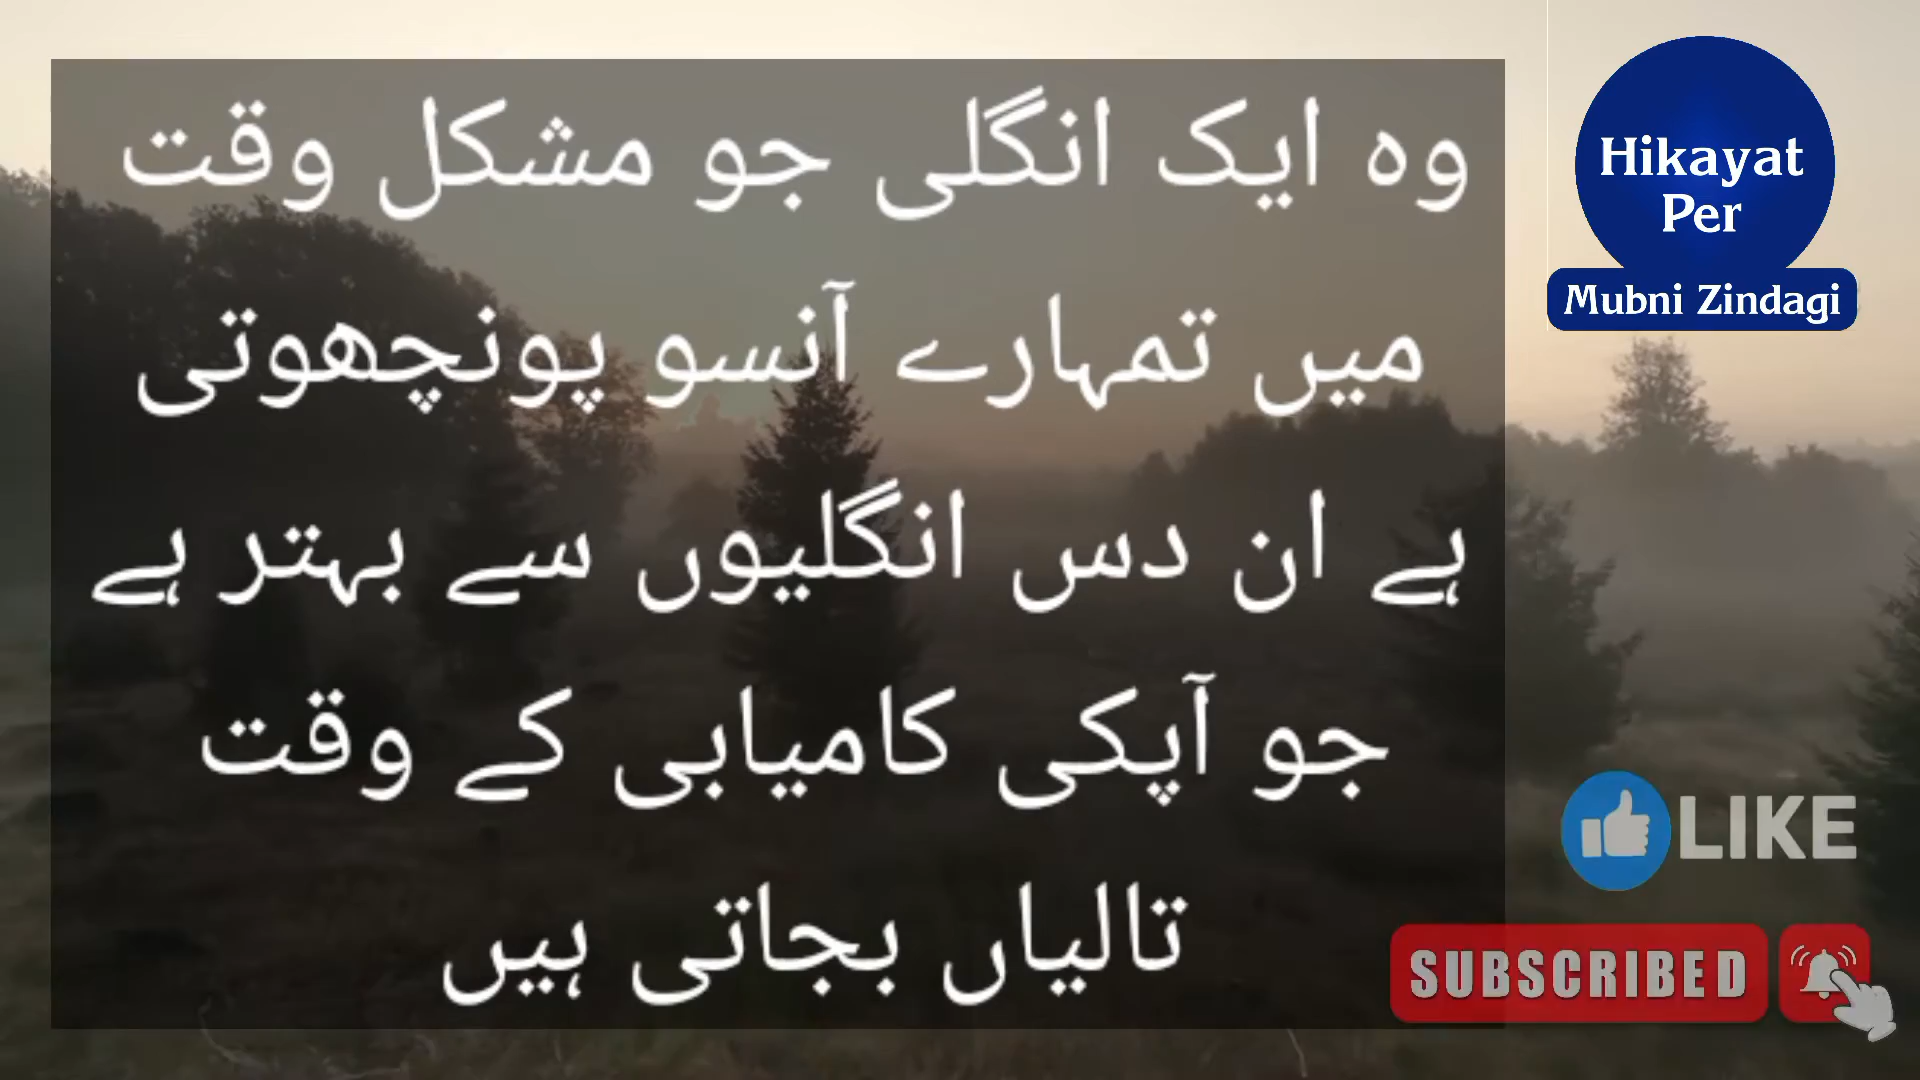 وہ ایک انگلی جو مشکل وقت
میں تمہارے آنسو پونچھوتی
ہے ان دس انگلیوں سے بہتر ہے
جو آپکی کامیابی کے وقت
تالیاں بجاتی ہیں
Hikayat
Per
Mubni Zindagi
LIKE
SUBSCRIBED